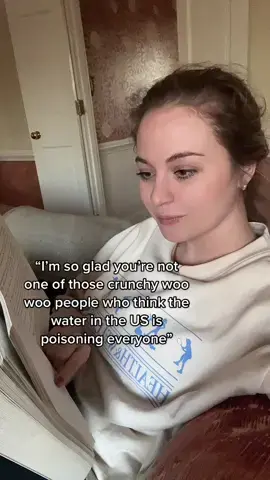 “I’m so glad you’re not
one of those crunchy woo
woo people who think the
water in the US is
poisoning everyone”
HEALTH&